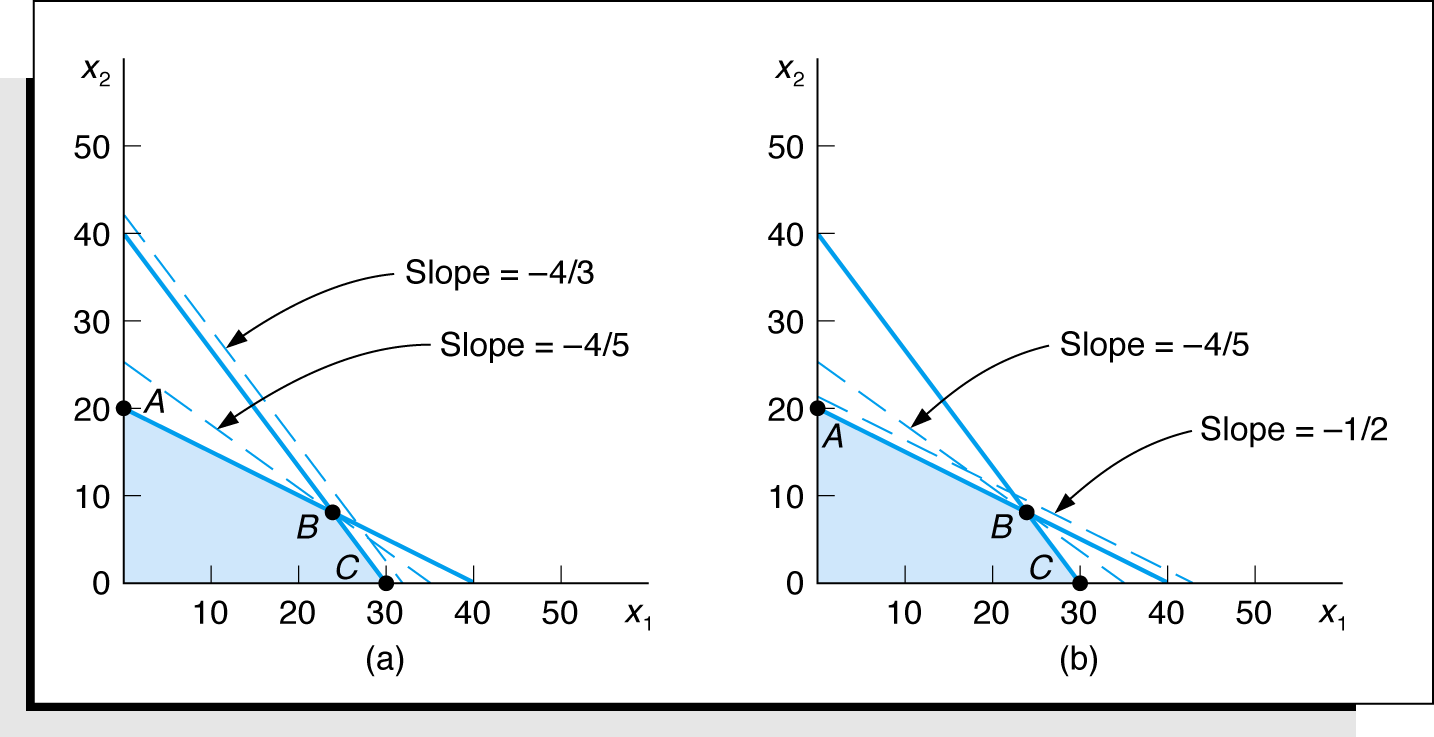 x2
50
40
30
20
10
0
Slope = –4/3
Slope = –4/5
A
B
C
10 20 30 40 50 x1
(a)
x2
50
40
30
20
10
0
Slope = –4/5
Slope = –1/2
A
B
C
10 20 30 40 50 x1
(b)